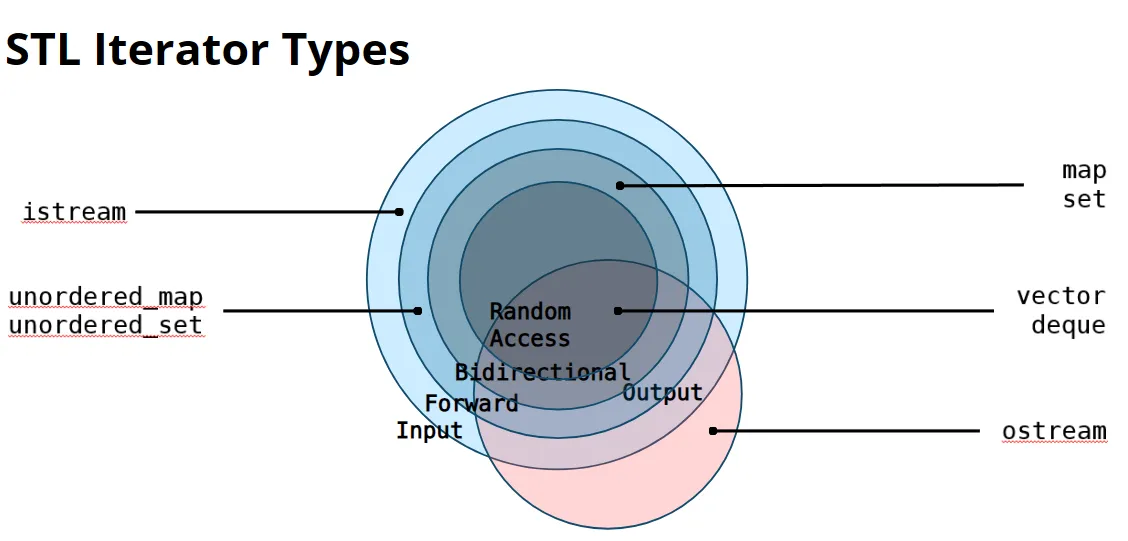 STL Iterator Types
istream
unordered_map
unordered_set
map
set
vector
deque
ostream
Random
Access
Bidirectional
Forward
Input
Output